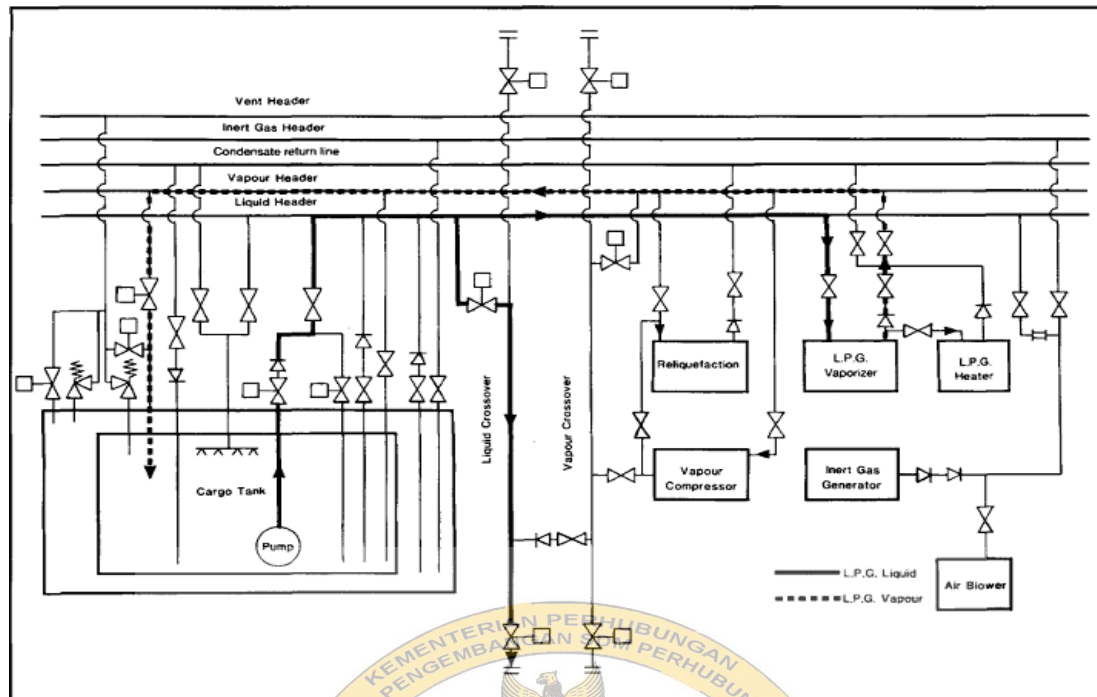 Vent Header
Inert Gas Header
Condensate return line
Vapour Header
Liquid Header
Cargo Tank
Pump
Liquid Crossover
Vapour Crossover
Reliquefaction
L.P.G.
Vaporizer
L.P.G.
Heater
Vapour
Compressor
Inert Gas
Generator
Air Blower
L.P.G. Liquid
L.P.G. Vapour
KEMENTERIAN PERHUBUNGAN
PENGEMBANGAN SDM PERHUBUN